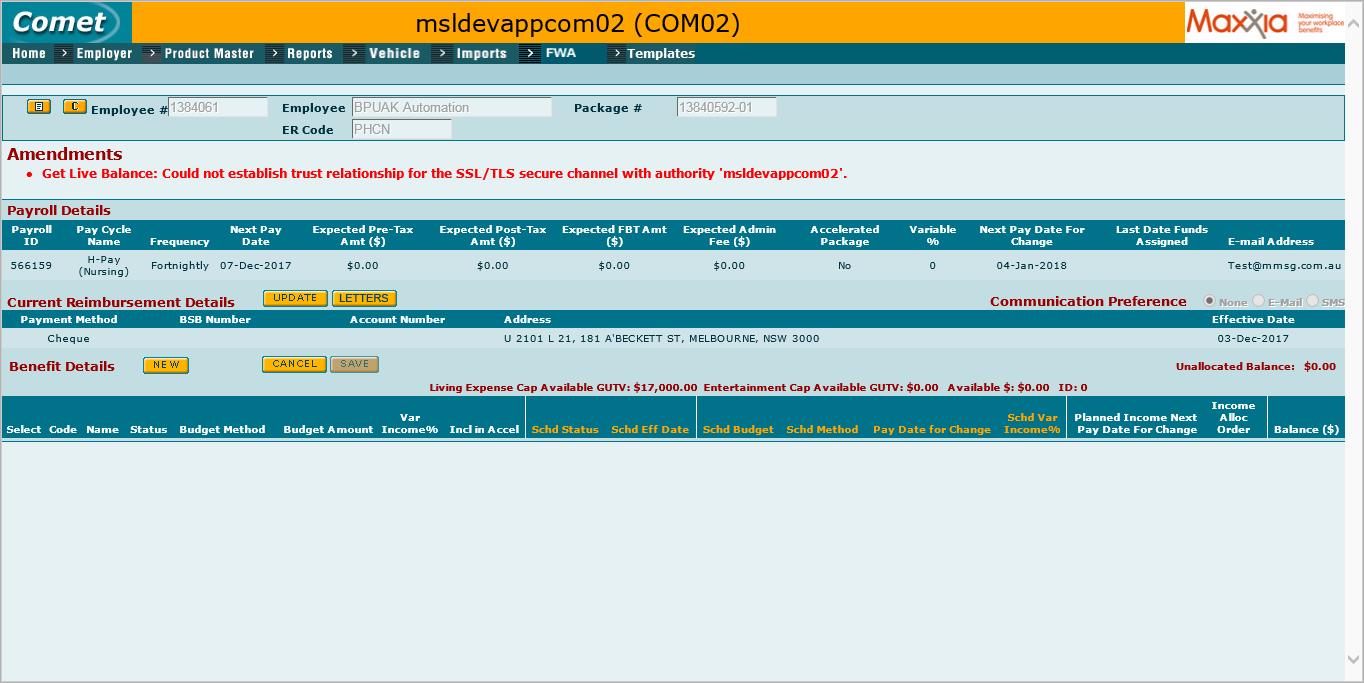 Comet
msldevappcom02 (COM02)
Maxxia Maximising your workplace benefits
Home > Employer > Product Master > Reports > Vehicle > Imports > FWA > Templates
C Employee # 1384061 Employee BPUAK Automation Package # 13840592-01
ER Code PHCN
Amendments
• Get Live Balance: Could not establish trust relationship for the SSL/TLS secure channel with authority 'msldevappcom02'.
Payroll Details
Payroll ID Pay Cycle Name Frequency Next Pay Date Expected Pre-Tax Amt ($) Expected Post-Tax Amt ($) Expected FBT Amt ($) Expected Admin Fee ($) Accelerated Package Variable % Next Pay Date For Change Last Date Funds Assigned E-mail Address
566159 H-Pay (Nursing) Fortnightly 07-Dec-2017 $0.00 $0.00 $0.00 $0.00 No 0 04-Jan-2018 Test@mmsg.com.au
Current Reimbursement Details UPDATE LETTERS Communication Preference None E-Mail SMS
Payment Method BSB Number Account Number Address Effective Date
Cheque U 2101 L 21, 181 A'BECKETT ST, MELBOURNE, NSW 3000 03-Dec-2017
Benefit Details NEW CANCEL SAVE Unallocated Balance: $0.00
Living Expense Cap Available GUTV: $17,000.00 Entertainment Cap Available GUTV: $0.00 Available $: $0.00 ID: 0
Select Code Name Status Budget Method Budget Amount Var Income% Incl in Accel Schd Status Schd Eff Date Schd Budget Schd Method Pay Date for Change Schd Var Income% Planned Income Next Pay Date For Change Income Alloc Order Balance ($)